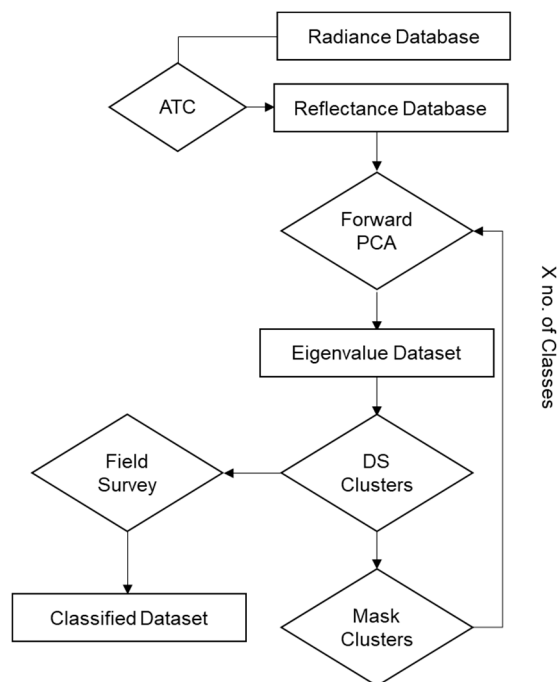 Radiance Database
ATC
Reflectance Database
Forward
PCA
X no. of Classes
Eigenvalue Dataset
Field
Survey
DS
Clusters
Classified Dataset
Mask
Clusters